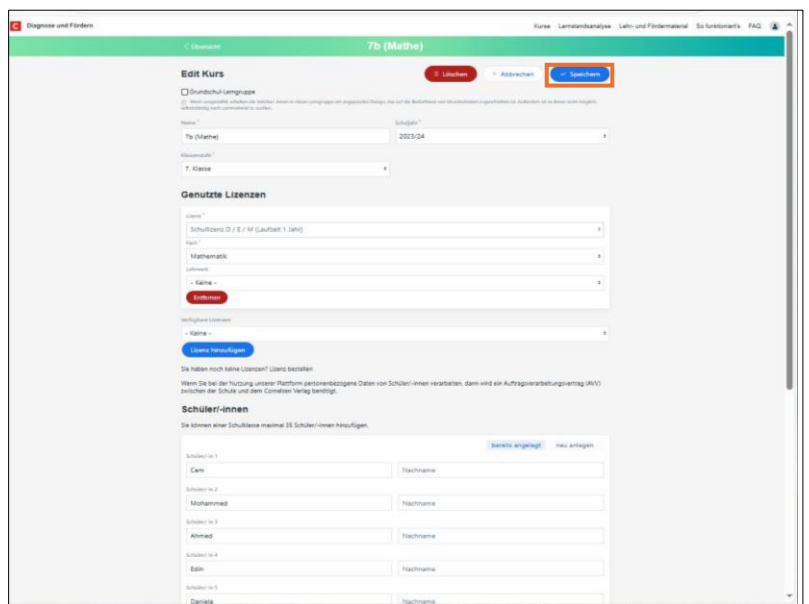 C Diagnose und Fördern Kurse Lernstandsanalyse Lehr- und Fördermaterial So funktioniert's FAQ
Übersicht 7b (Mathe)
Edit Kurs Löschen Abbrechen Speichern
Grundschul-Lerngruppe
Name * Schuljahr *
7b (Mathe) 2023/24
Klassenstufe *
7. Klasse
Genutzte Lizenzen
Lizenz *
Schullizenz D / E / M (Laufzeit 1 Jahr)
Fach *
Mathematik
Lehrwerk
- Keine -
Entfernen
Verfügbare Lizenzen
- Keine -
Lizenz hinzufügen
Sie haben noch keine Lizenzen? Lizenz bestellen
Wenn Sie bei der Nutzung unserer Plattform personenbezogene Daten von Schüler/-innen verarbeiten, dann wird ein Auftragsverarbeitungsvertrag (AVV)
zwischen der Schule und dem Cornelsen Verlag benötigt.
Schüler/-innen
Sie können einer Schulklasse maximal 35 Schüler/-innen hinzufügen.
bereits angelegt neu anlegen
Schüler/-in 1
Cem Nachname
Schüler/-in 2
Mohammed Nachname
Schüler/-in 3
Ahmed Nachname
Schüler/-in 4
Edin Nachname
Schüler/-in 5
Daniela Nachname